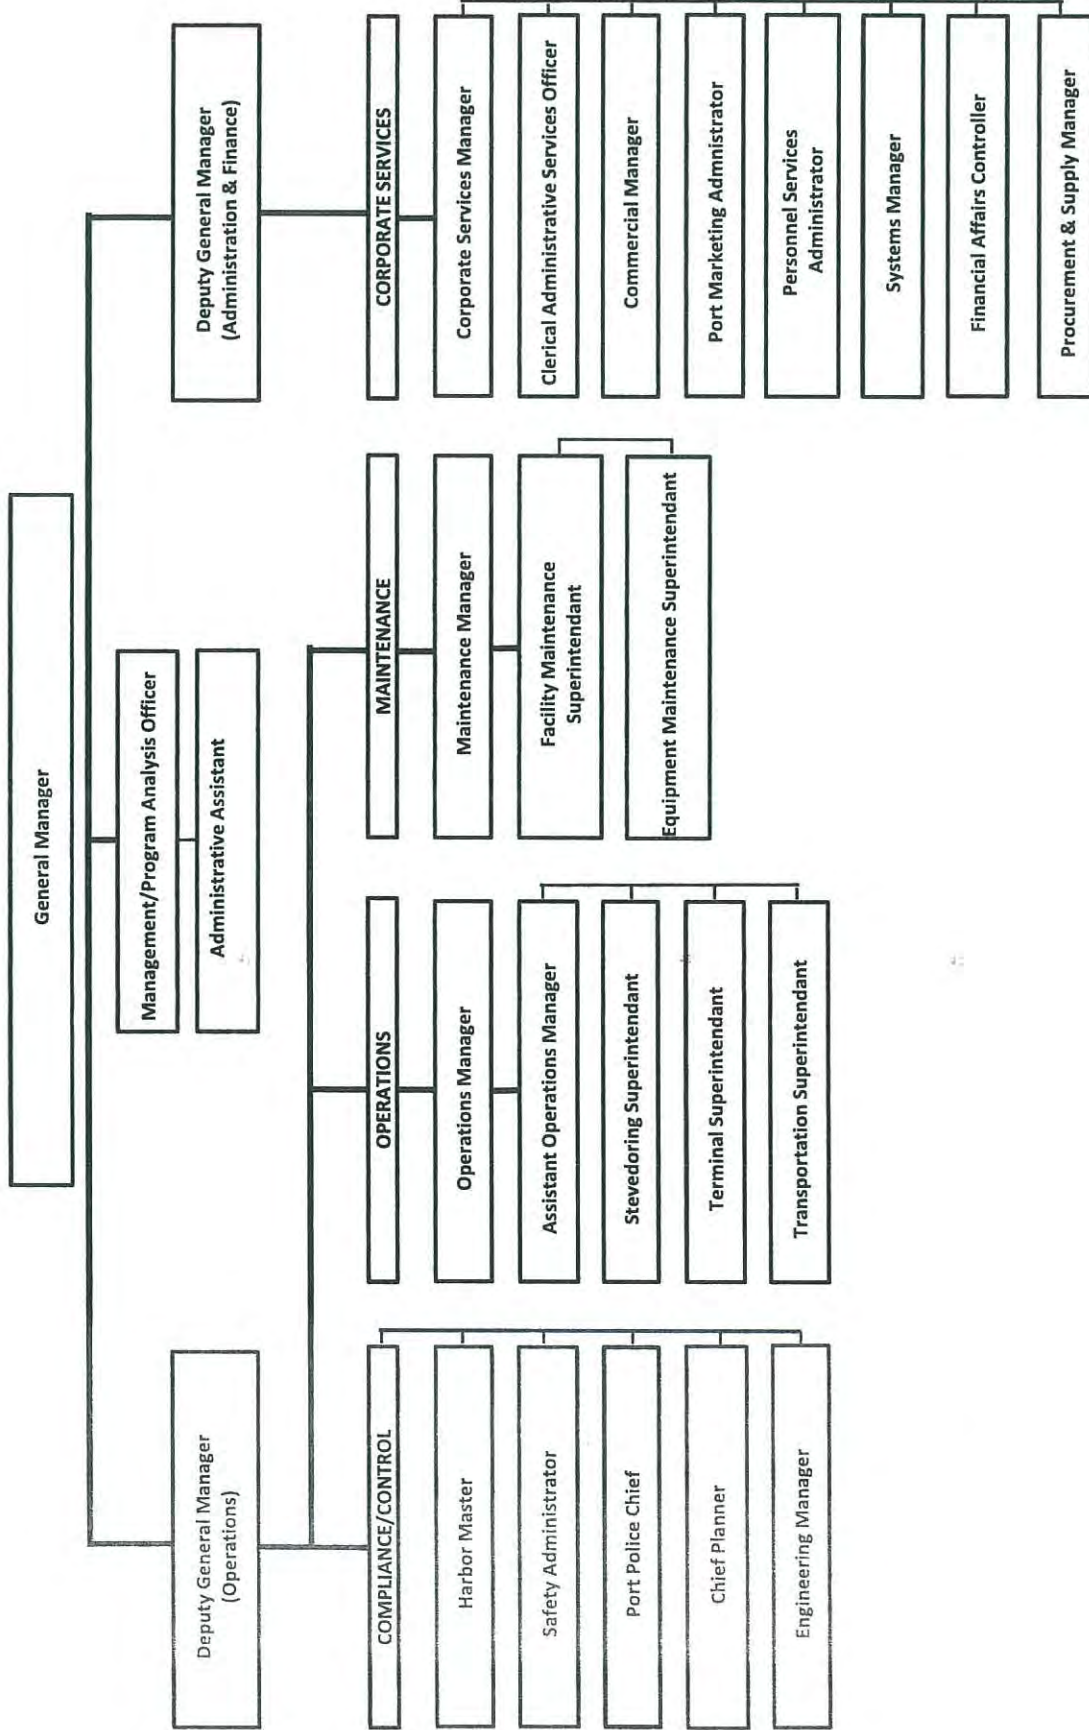 General Manager
Management/Program Analysis Officer
Administrative Assistant
Deputy General Manager
(Operations)
Deputy General Manager
(Administration & Finance)
COMPLIANCE/CONTROL
Harbor Master
Safety Administrator
Port Police Chief
Chief Planner
Engineering Manager
OPERATIONS
Operations Manager
Assistant Operations Manager
Stevedoring Superintendant
Terminal Superintendant
Transportation Superintendant
MAINTENANCE
Maintenance Manager
Facility Maintenance
Superintendant
Equipment Maintenance Superintendant
CORPORATE SERVICES
Corporate Services Manager
Clerical Administrative Services Officer
Commercial Manager
Port Marketing Admnistrator
Personnel Services
Administrator
Systems Manager
Financial Affairs Controller
Procurement & Supply Manager